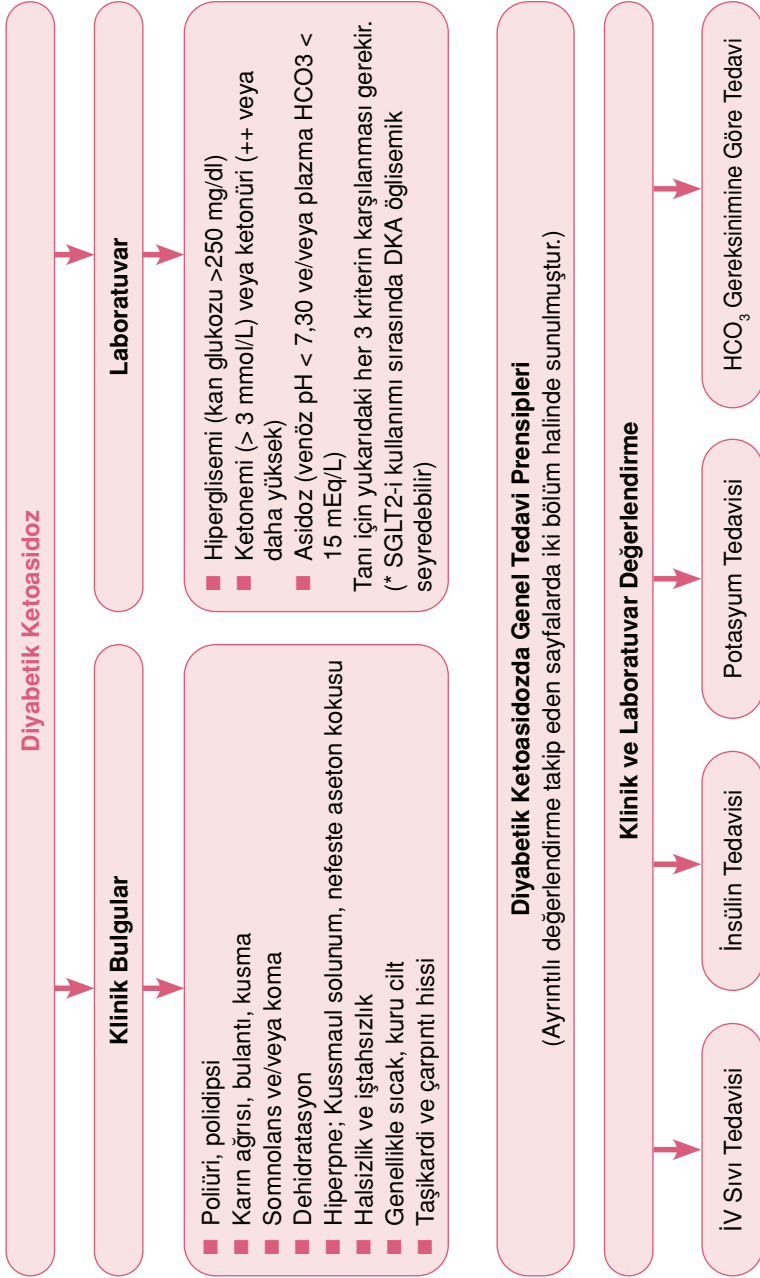 Diyabetik Ketoasidoz
Klinik Bulgular
Poliüri, polidipsi
Karın ağrısı, bulantı, kusma
Somnolans ve/veya koma
Dehidratasyon
Hiperpne; Kussmaul solunum, nefeste aseton kokusu
Halsizlik ve iştahsızlık
Genellikle sıcak, kuru cilt
Taşikardi ve çarpıntı hissi
Laboratuvar
Hiperglisemi (kan glukozu >250 mg/dl)
Ketonemi (> 3 mmol/L) veya ketonüri (++ veya
daha yüksek)
Asidoz (venöz pH < 7,30 ve/veya plazma HCO3 <
15 mEq/L)
Tanı için yukarıdaki her 3 kriterin karşılanması gerekir.
(* SGLT2-i kullanımı sırasında DKA öglisemik
seyredebilir)
Diyabetik Ketoasidozda Genel Tedavi Prensipleri
(Ayrıntılı değerlendirme takip eden sayfalarda iki bölüm halinde sunulmuştur.)
Klinik ve Laboratuvar Değerlendirme
İV Sıvı Tedavisi
İnsülin Tedavisi
Potasyum Tedavisi
HCO₃ Gereksinimine Göre Tedavi